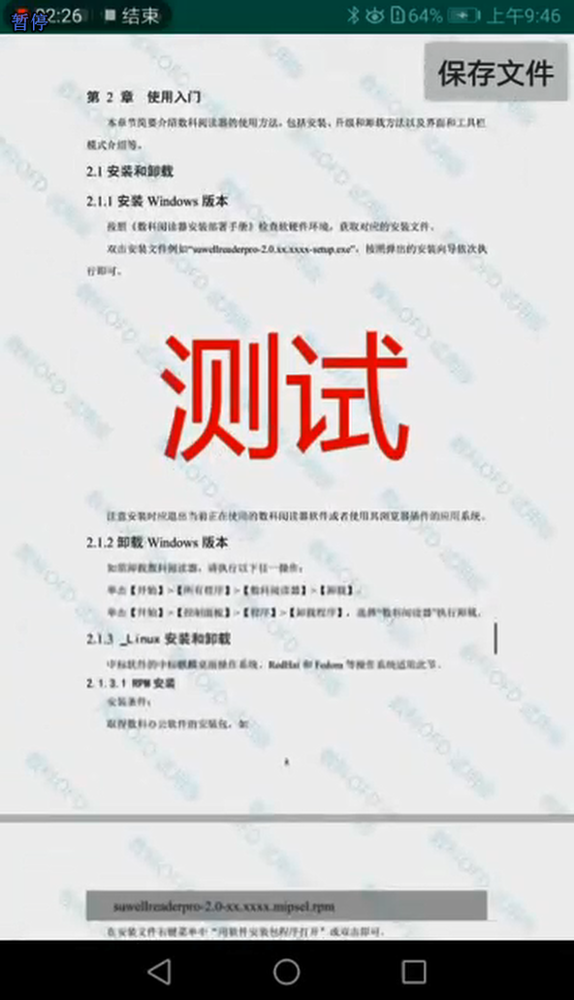 暂停
02:26 结束
64% 上午9:46
保存文件
第 2 章 使用入门
本章节简要介绍数科阅读器的使用方法，包括安装、升级和卸载方法以及界面和工具栏
模式介绍等。
2.1 安装和卸载
2.1.1 安装 Windows 版本
按照《数科阅读器安装部署手册》检查软硬件环境，获取对应的安装文件。
双击安装文件例如"suwellreaderpro-2.0.xx.xxxx-setup.exe"，按照弹出的安装向导依次执
行即可。
测试
注意安装时应退出当前正在使用的数科阅读器软件或者使用其浏览器插件的应用系统。
2.1.2 卸载 Windows 版本
如需卸载数科阅读器，请执行以下任一操作：
单击【开始】>【所有程序】>【数科阅读器】>【卸载】。
单击【开始】>【控制面板】>【程序】>【卸载程序】，选择"数科阅读器"执行卸载。
2.1.3 _Linux 安装和卸载
中标软件的中标麒麟桌面操作系统、RedHat 和 Fedora 等操作系统适用此节。
2.1.3.1 RPM 安装
安装条件：
取得数科办公软件的安装包，如
8
suwellreaderpro-2.0-xx.xxxx.mipsel.rpm
在安装文件右键菜单中"用软件安装包程序打开"或双击即可。
数科OFD 试用版